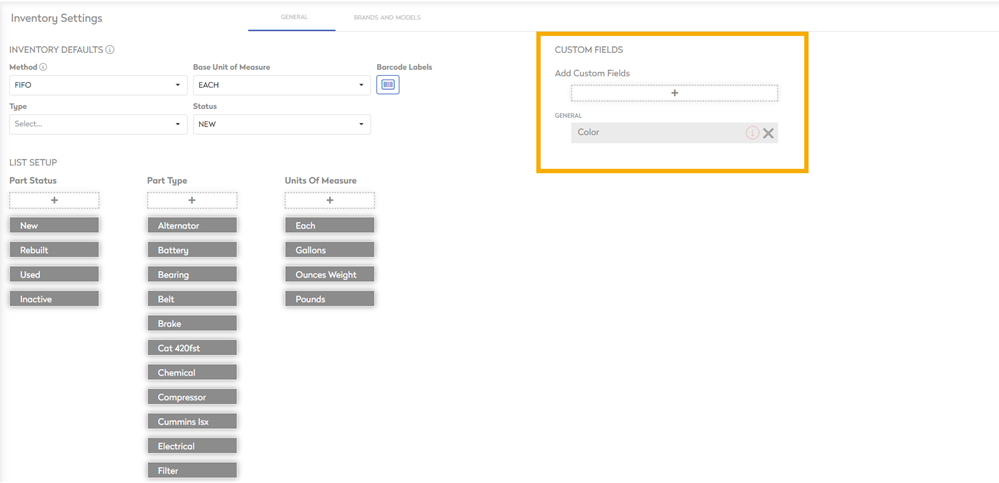 Inventory Settings
GENERAL
BRANDS AND MODELS
INVENTORY DEFAULTS
Method
Base Unit of Measure
Barcode Labels
FIFO
EACH
Type
Status
Select...
NEW
CUSTOM FIELDS
Add Custom Fields
+
GENERAL
Color
LIST SETUP
Part Status
Part Type
Units Of Measure
+
+
+
New
Alternator
Each
Rebuilt
Battery
Gallons
Used
Bearing
Ounces Weight
Inactive
Belt
Pounds
Brake
Cat 420fst
Chemical
Compressor
Cummins Isx
Electrical
Filter